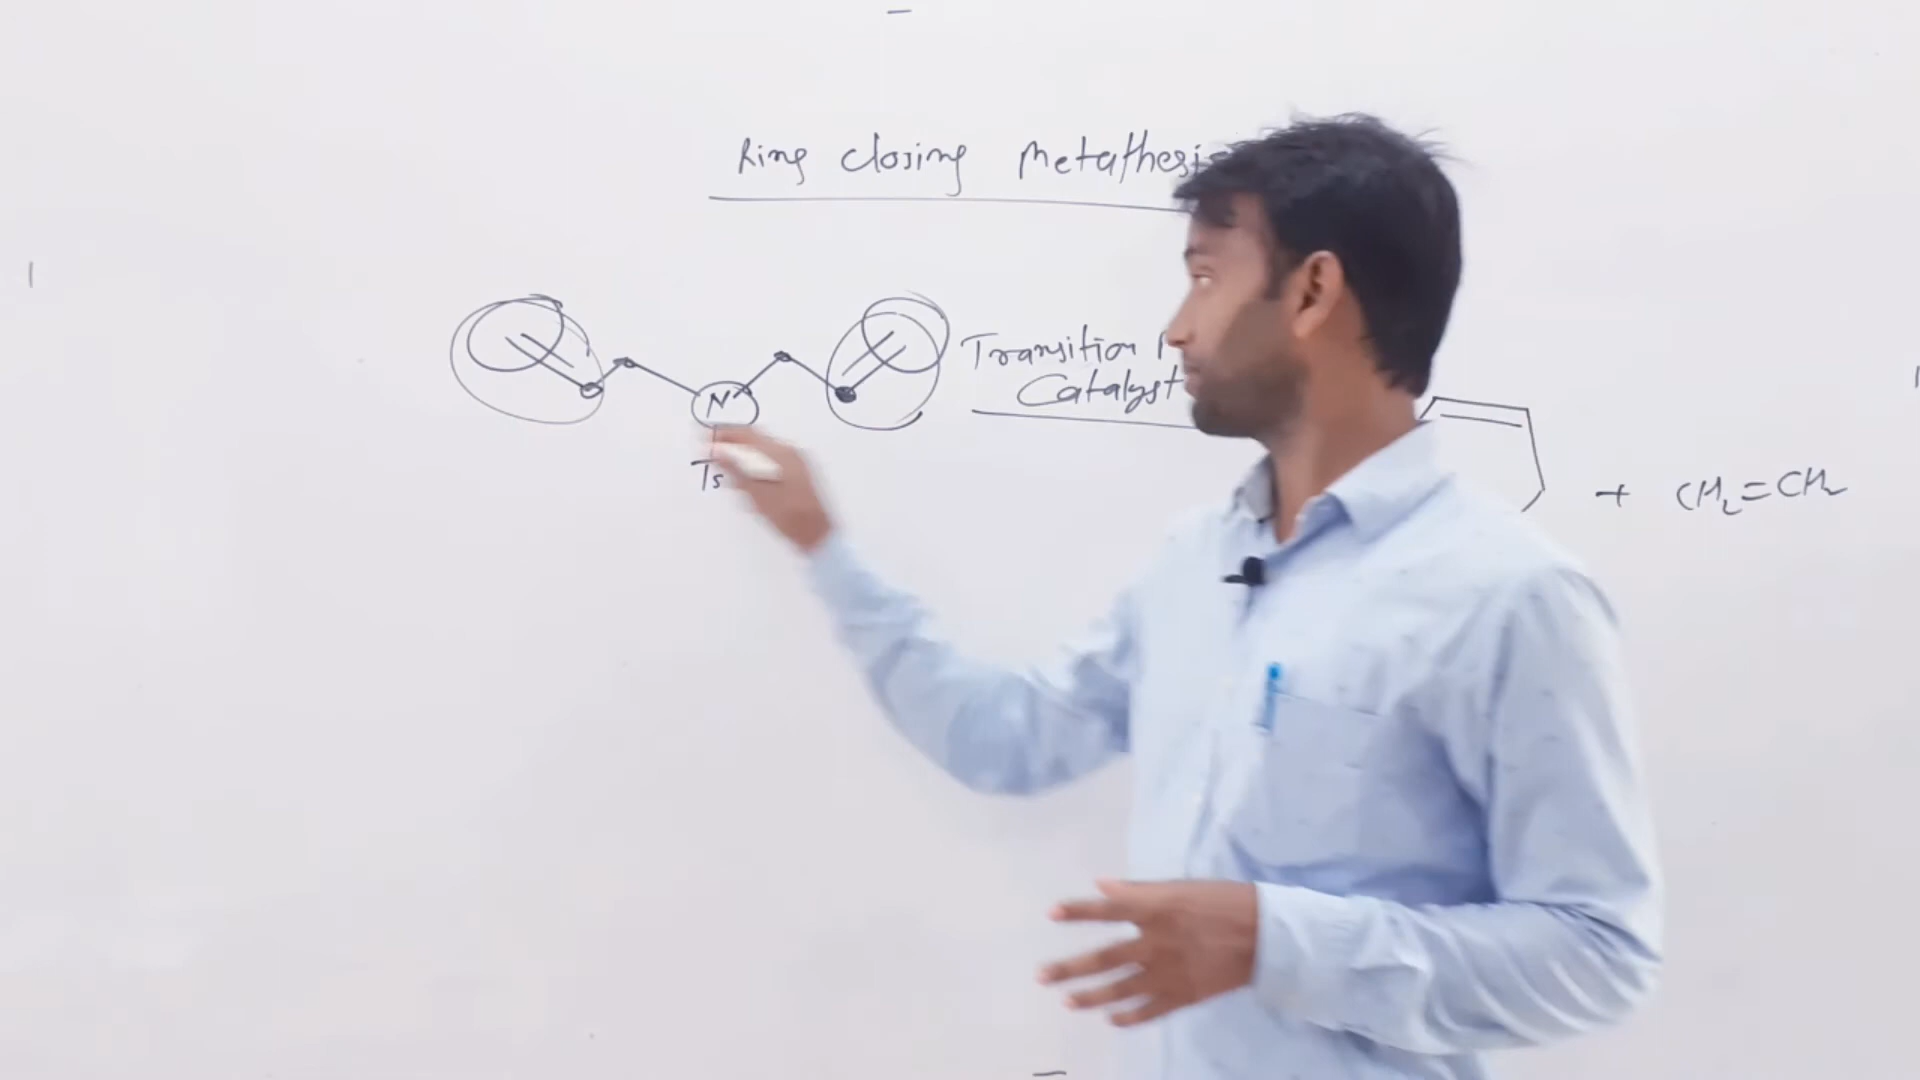 Ring closing Metathesis
Transition
Catalyst
N
Ts
+ CH2=CH2